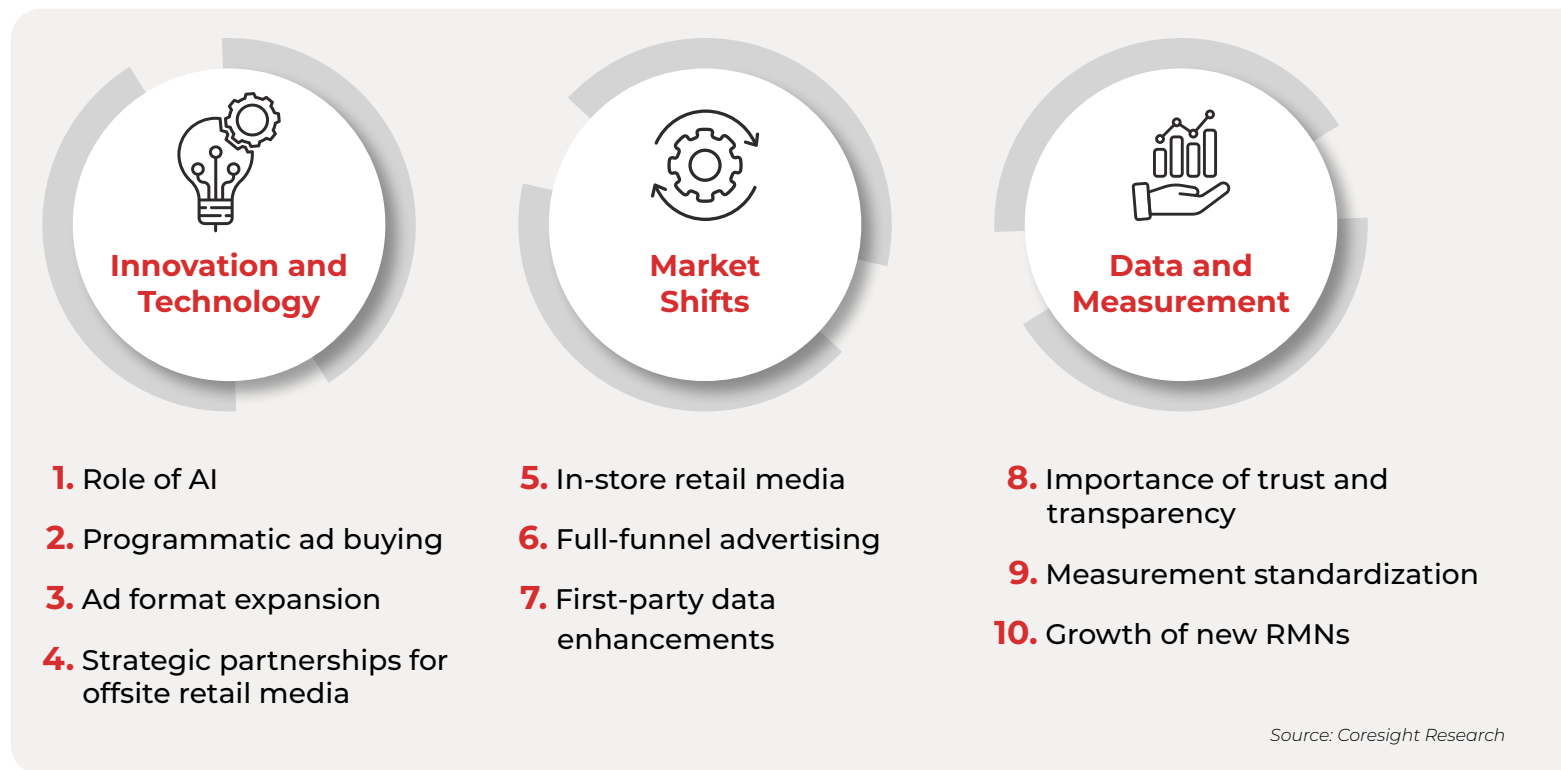 Innovation and
Technology
1. Role of AI
2. Programmatic ad buying
3. Ad format expansion
4. Strategic partnerships for
offsite retail media
Market
Shifts
5. In-store retail media
6. Full-funnel advertising
7. First-party data
enhancements
Data and
Measurement
8. Importance of trust and
transparency
9. Measurement standardization
10. Growth of new RMNs
Source: Coresight Research